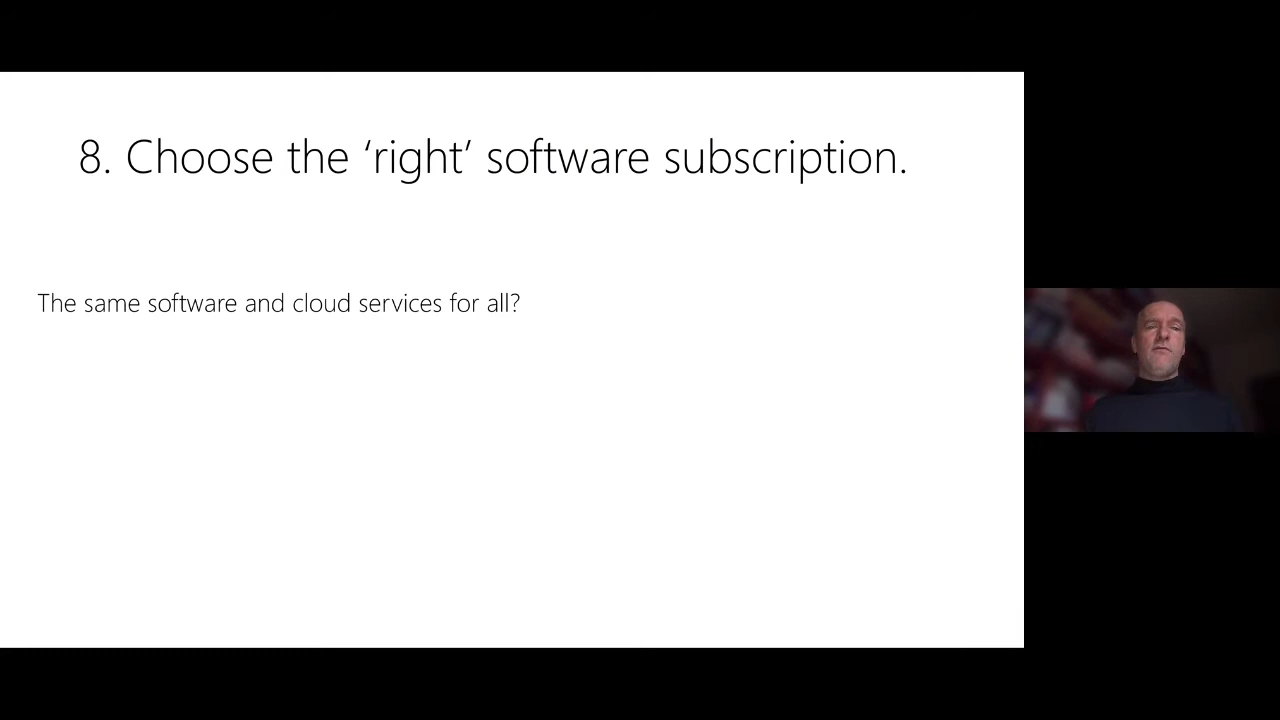 8. Choose the ‘right’ software subscription.
The same software and cloud services for all?